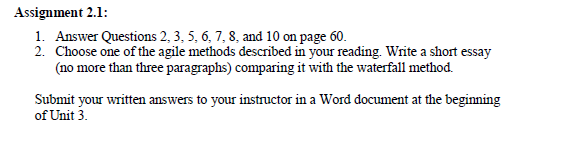 Assignment 2.1:
1. Answer Questions 2, 3, 5, 6, 7, 8, and 10 on page 60.
2. Choose one of the agile methods described in your reading. Write a short essay
(no more than three paragraphs) comparing it with the waterfall method.
Submit your written answers to your instructor in a Word document at the beginning
of Unit 3.